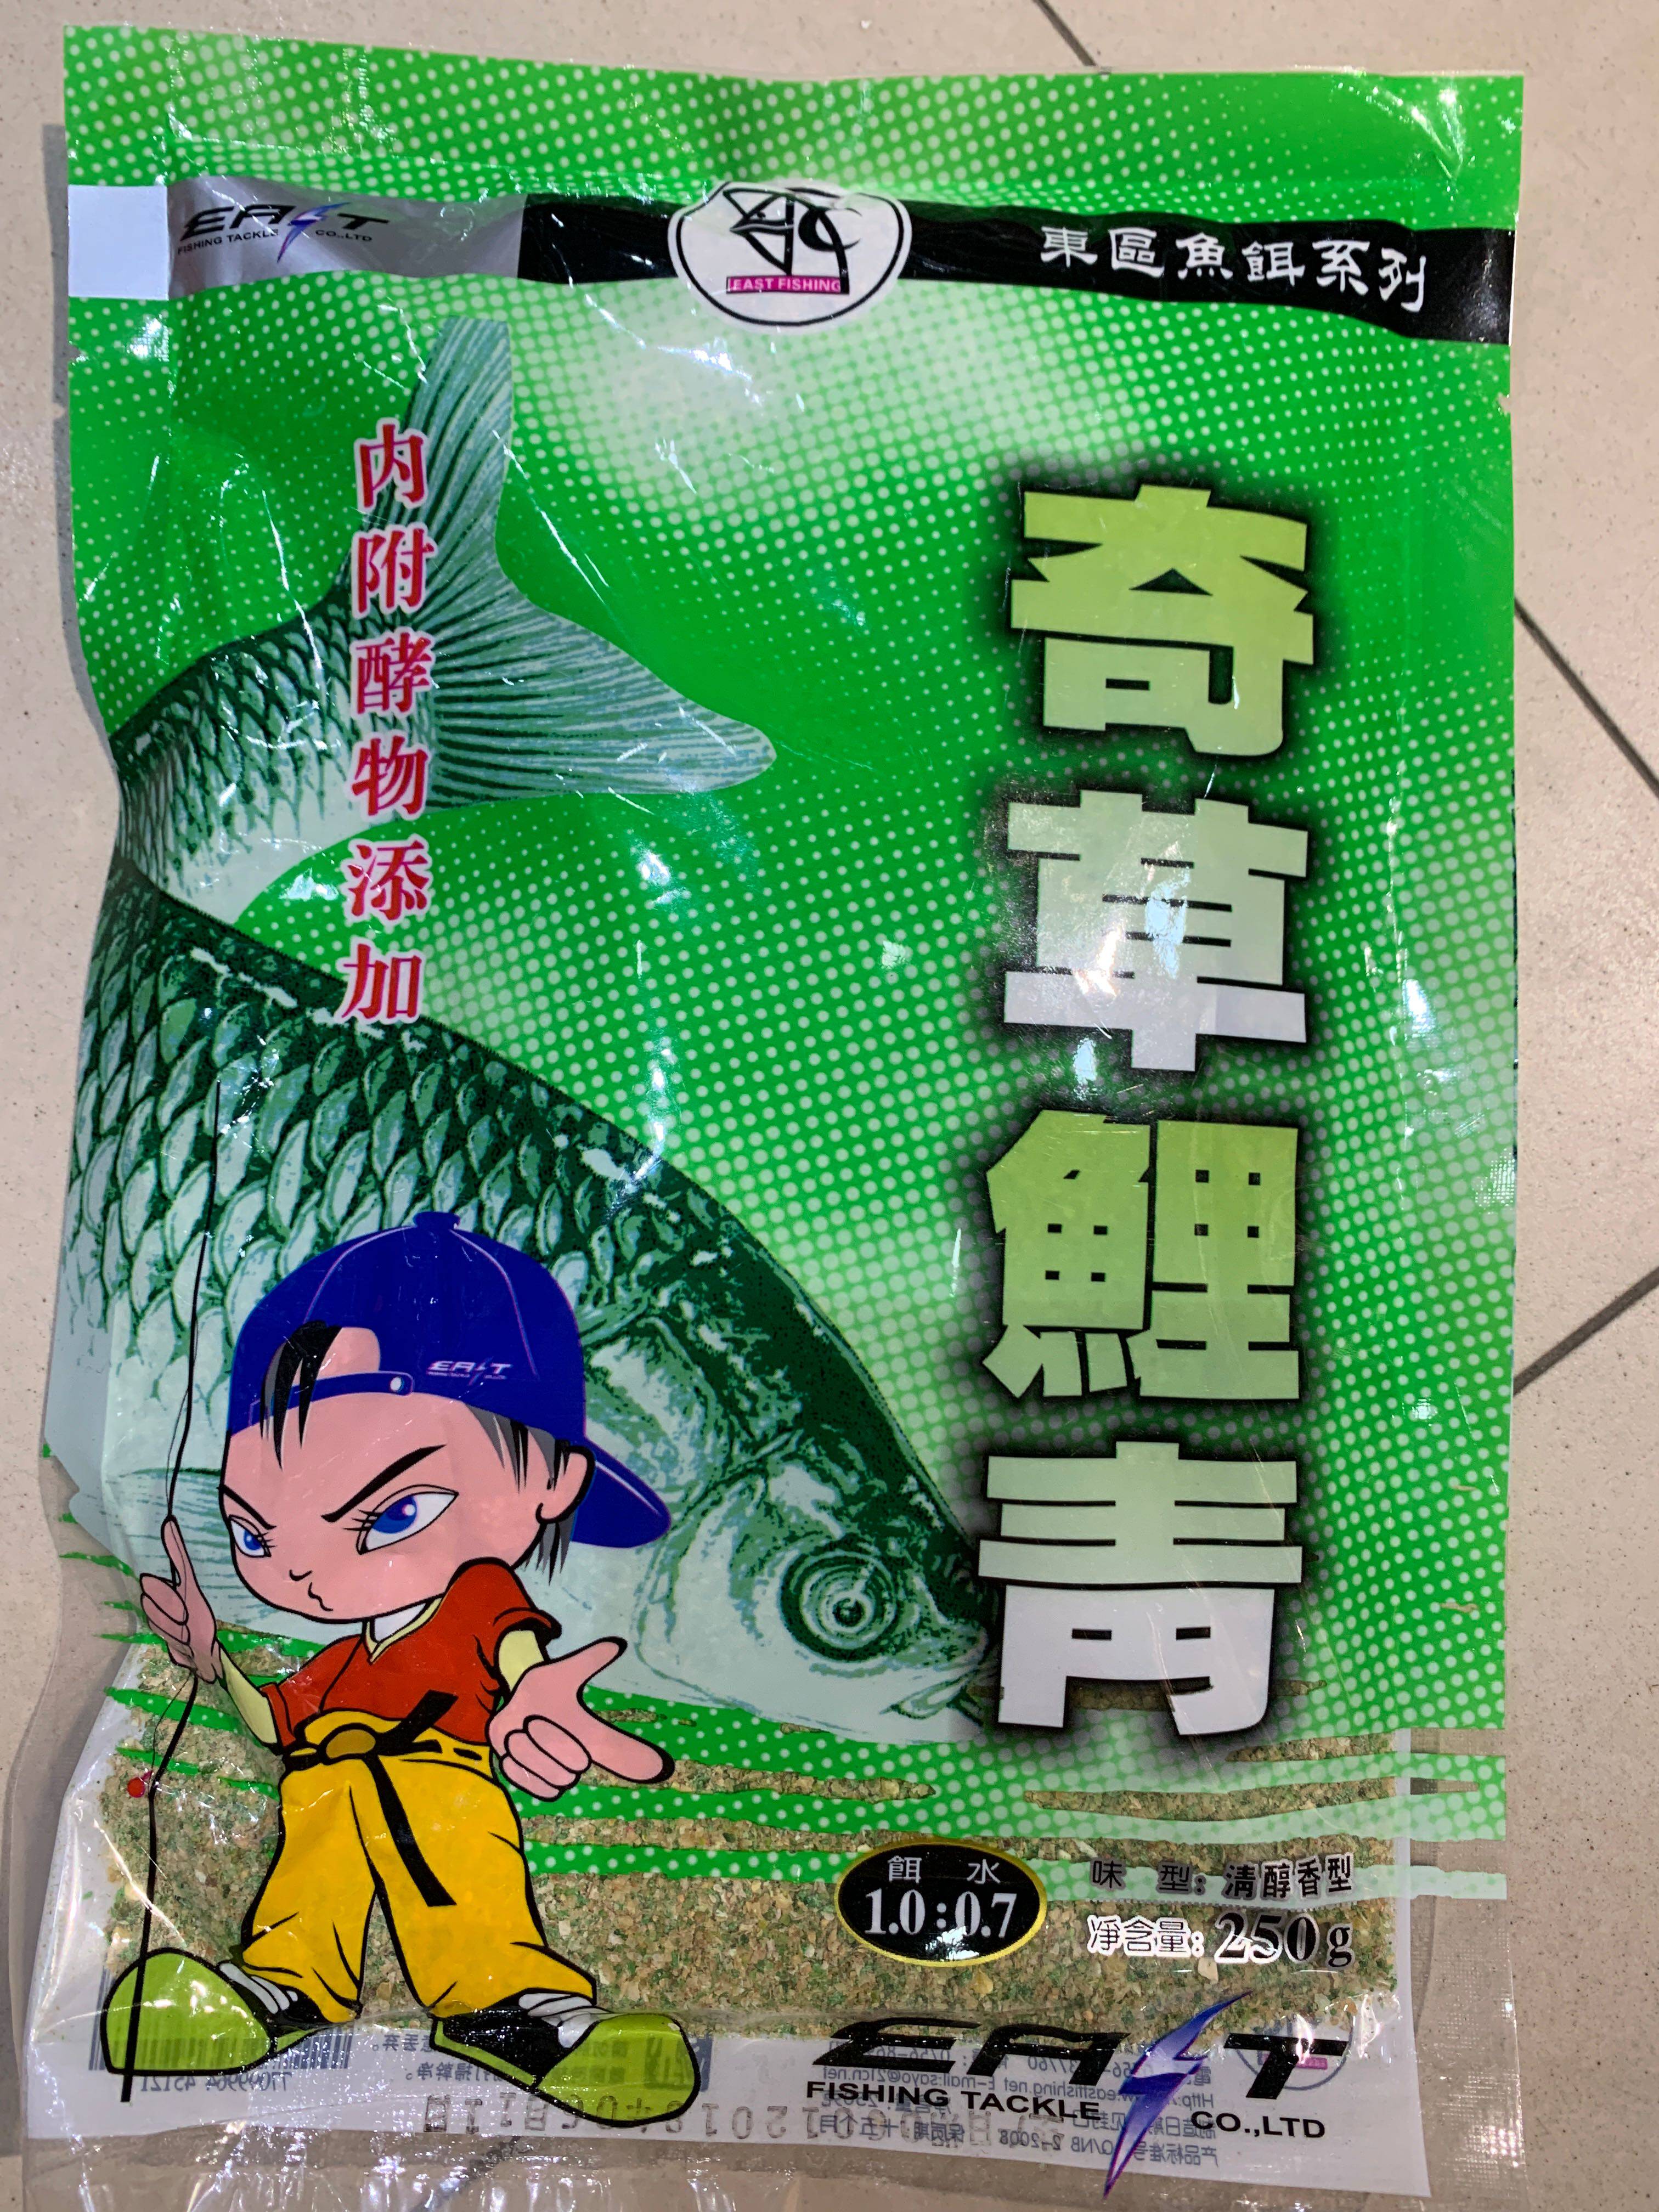 EAST
FISHING TACKLE CO.,LTD
EAST FISHING
東區魚餌系列
奇草鯉青
内附酵物添加
EAST
餌 水
1.0:0.7
味 型: 清醇香型
净含量: 250g
EAST
FISHING TACKLE CO.,LTD